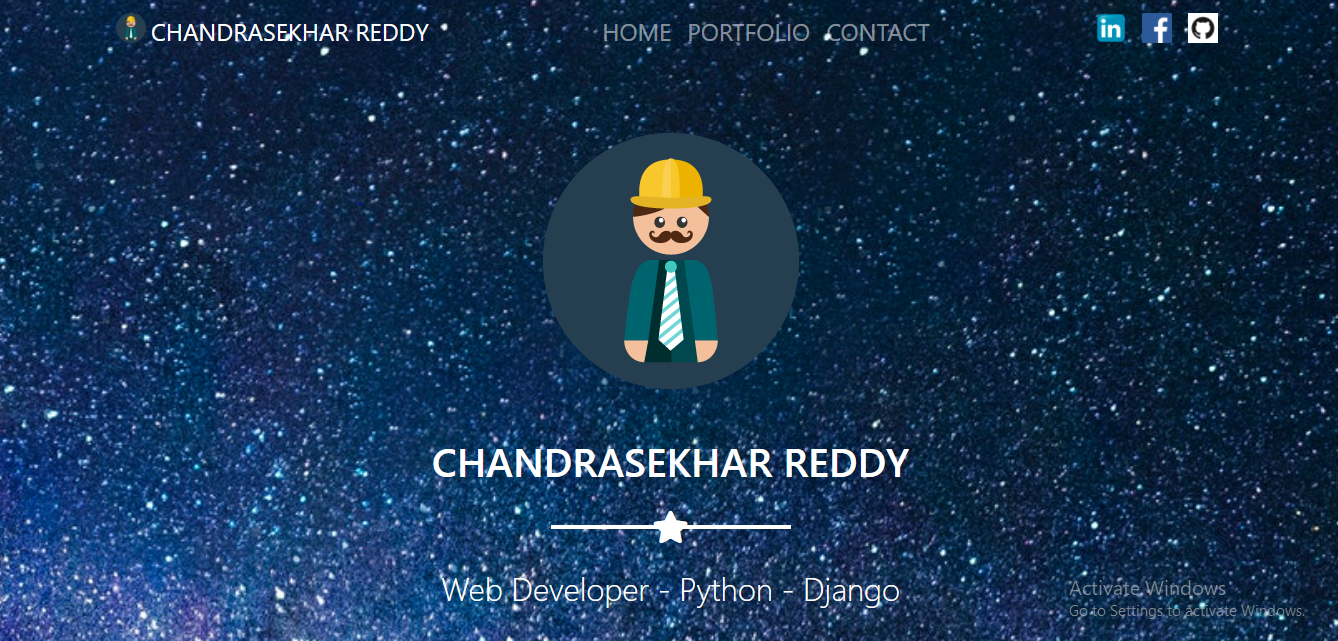 CHANDRASEKHAR REDDY
HOME PORTFOLIO CONTACT
in f
CHANDRASEKHAR REDDY
Web Developer - Python - Django
Activate Windows
Go to Settings to activate Windows.